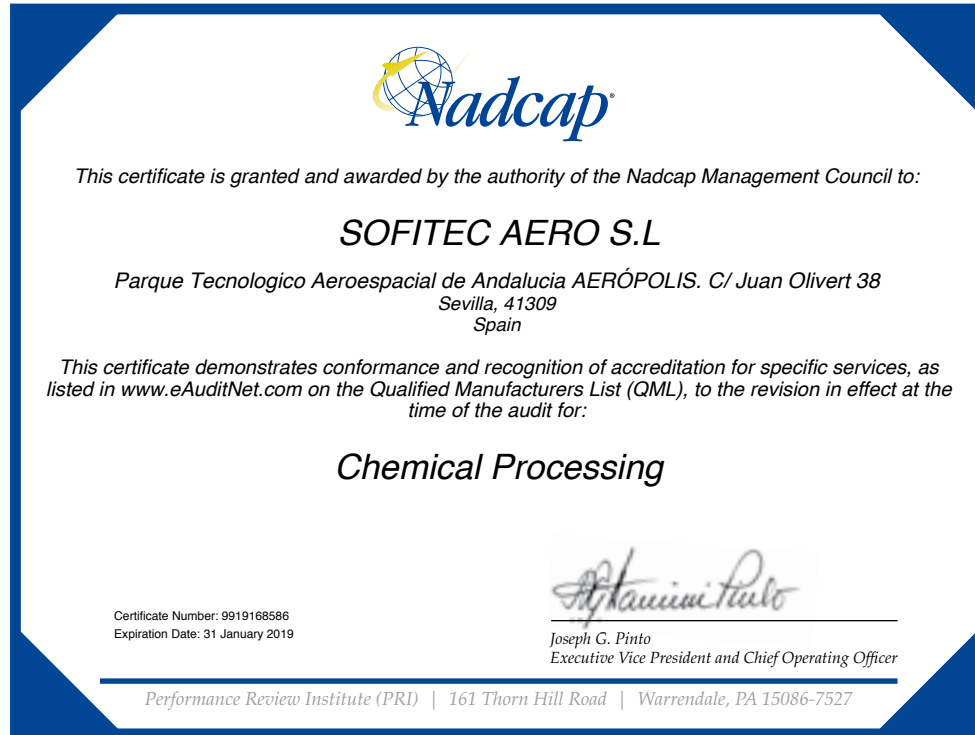 Nadcap
This certificate is granted and awarded by the authority of the Nadcap Management Council to:
SOFITEC AERO S.L
Parque Tecnologico Aeroespacial de Andalucia AERÓPOLIS. C/ Juan Olivert 38
Sevilla, 41309
Spain
This certificate demonstrates conformance and recognition of accreditation for specific services, as
listed in www.eAuditNet.com on the Qualified Manufacturers List (QML), to the revision in effect at the
time of the audit for:
Chemical Processing
Certificate Number: 9919168586
Expiration Date: 31 January 2019
Joseph G. Pinto
Executive Vice President and Chief Operating Officer
Performance Review Institute (PRI) | 161 Thorn Hill Road | Warrendale, PA 15086-7527